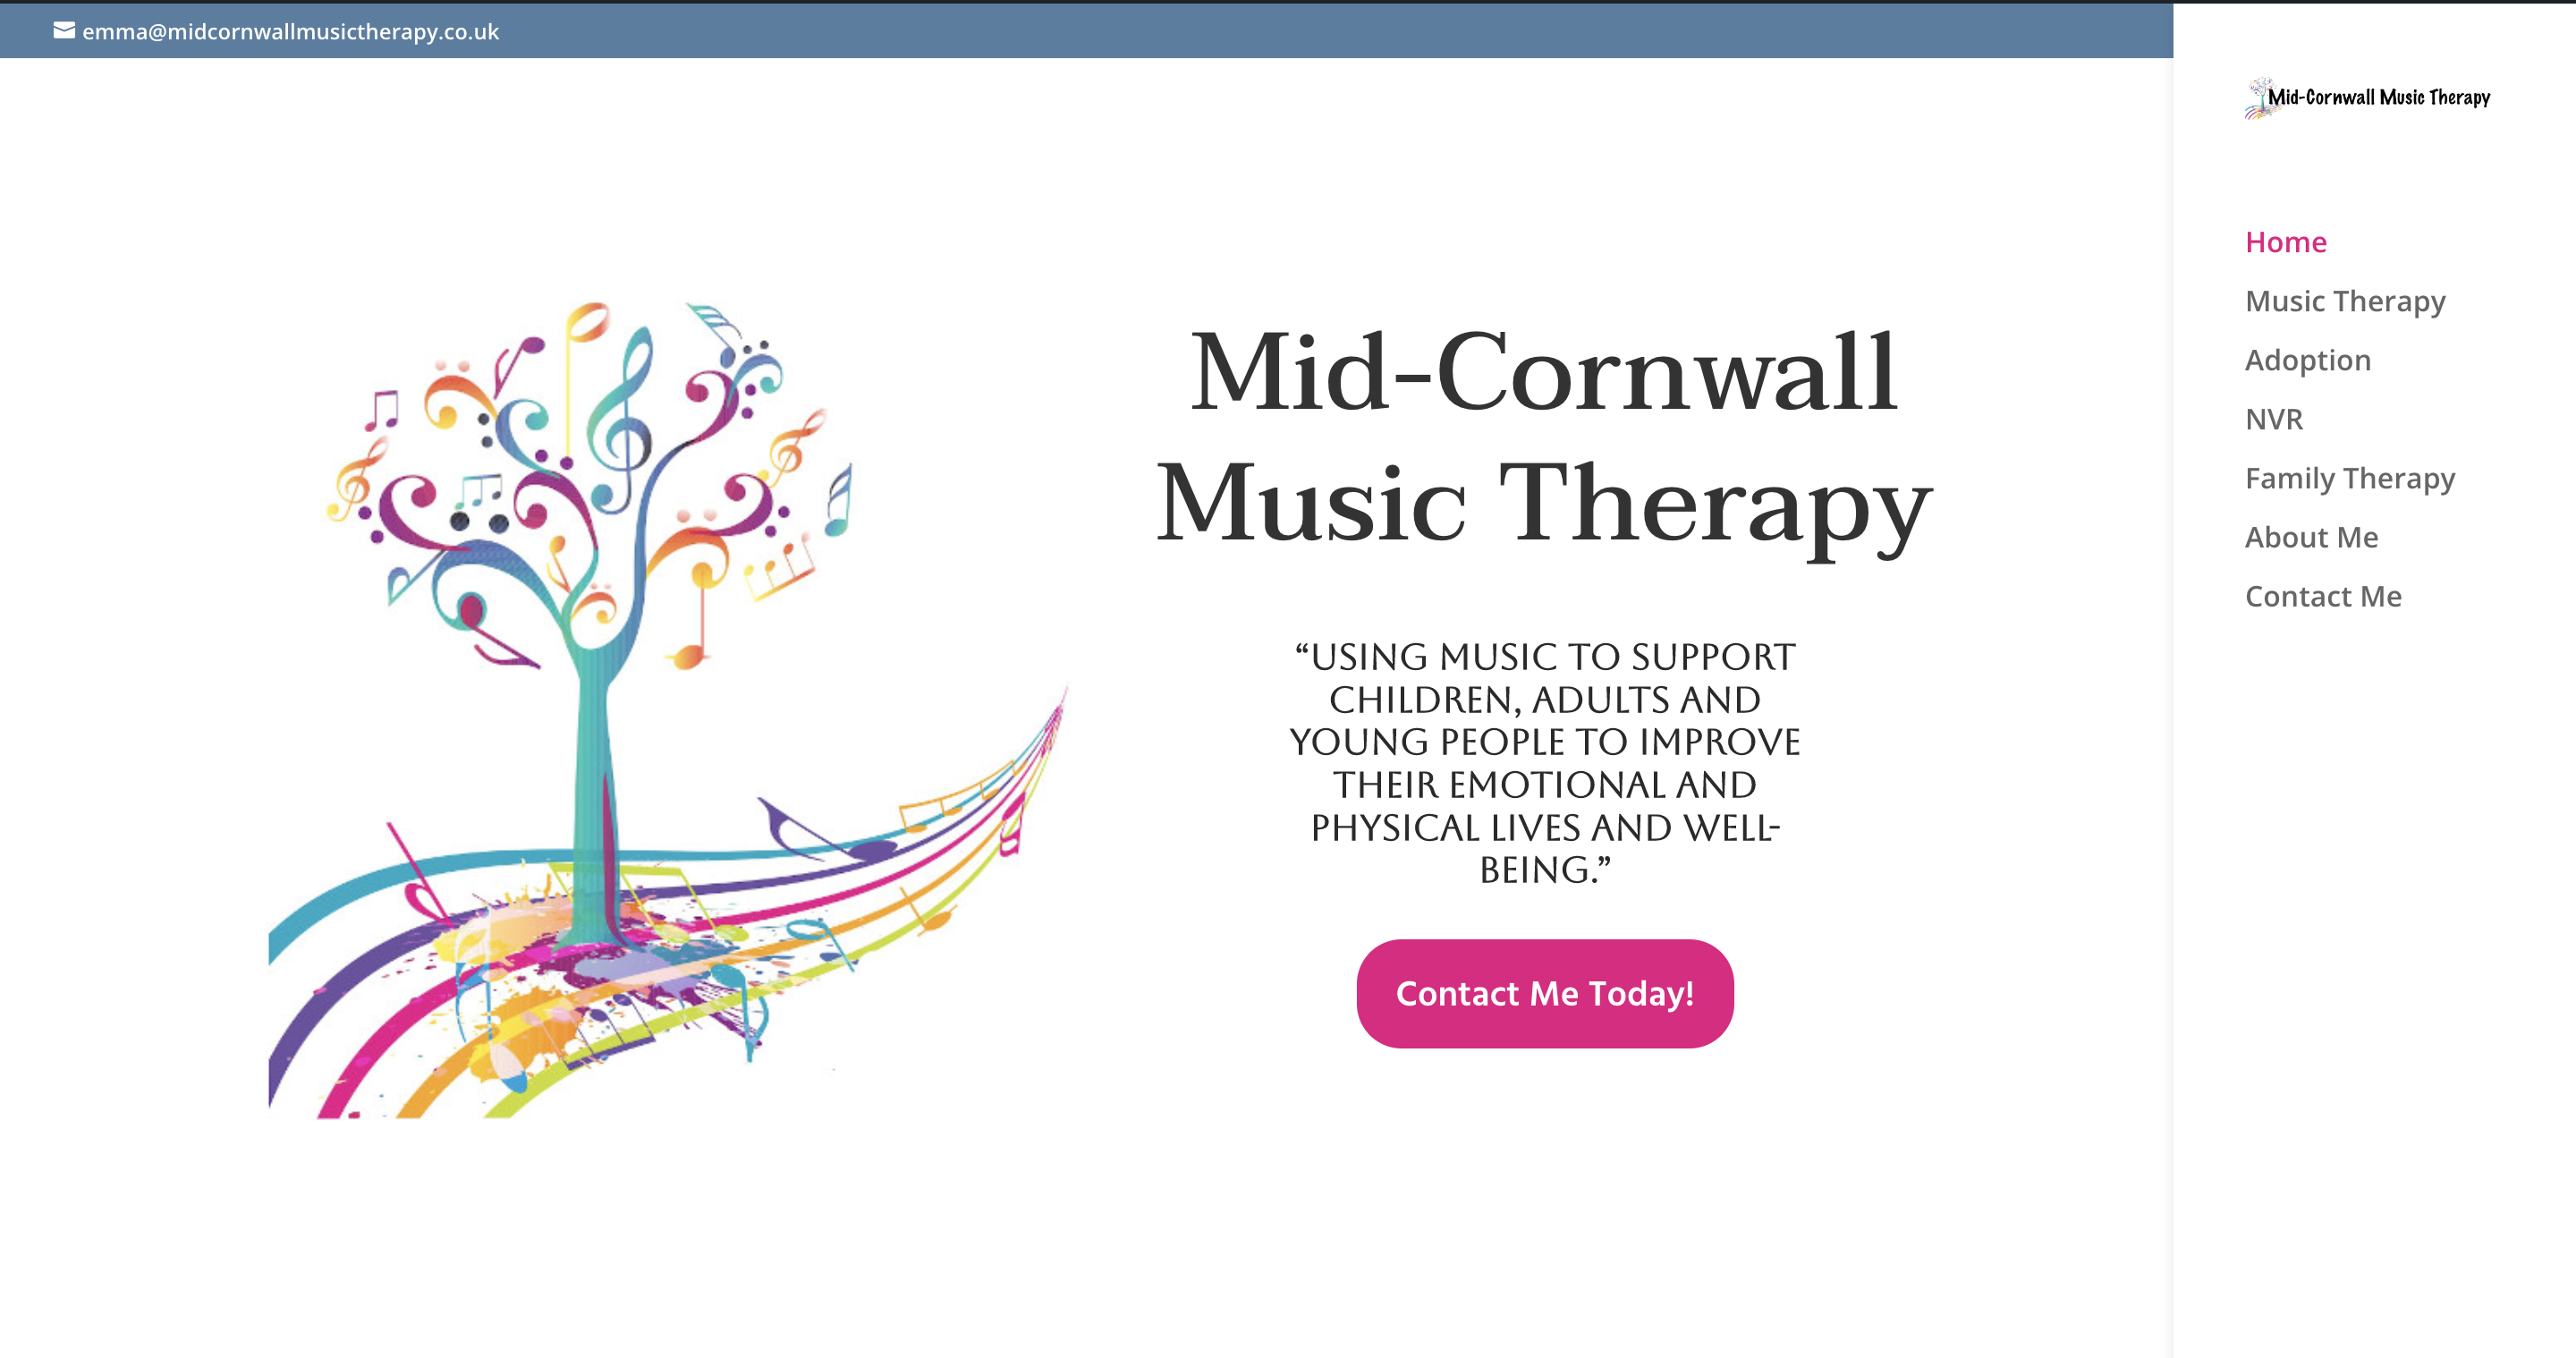 emma@midcornwallmusictherapy.co.uk
Mid-Cornwall Music Therapy
Home
Music Therapy
Adoption
NVR
Family Therapy
About Me
Contact Me
Mid-Cornwall
Music Therapy
“USING MUSIC TO SUPPORT
CHILDREN, ADULTS AND
YOUNG PEOPLE TO IMPROVE
THEIR EMOTIONAL AND
PHYSICAL LIVES AND WELL-
BEING.”
Contact Me Today!